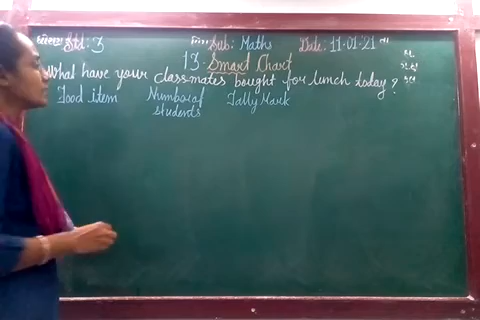 Std: 3 Sub: Maths Date: 11-01-21
13. Smart Chart
What have your classmates bought for lunch today?
Food item Number of Tally Mark
students